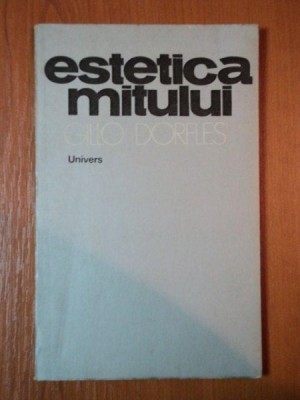 estetica
mitului
GILLO DORFLES
Univers